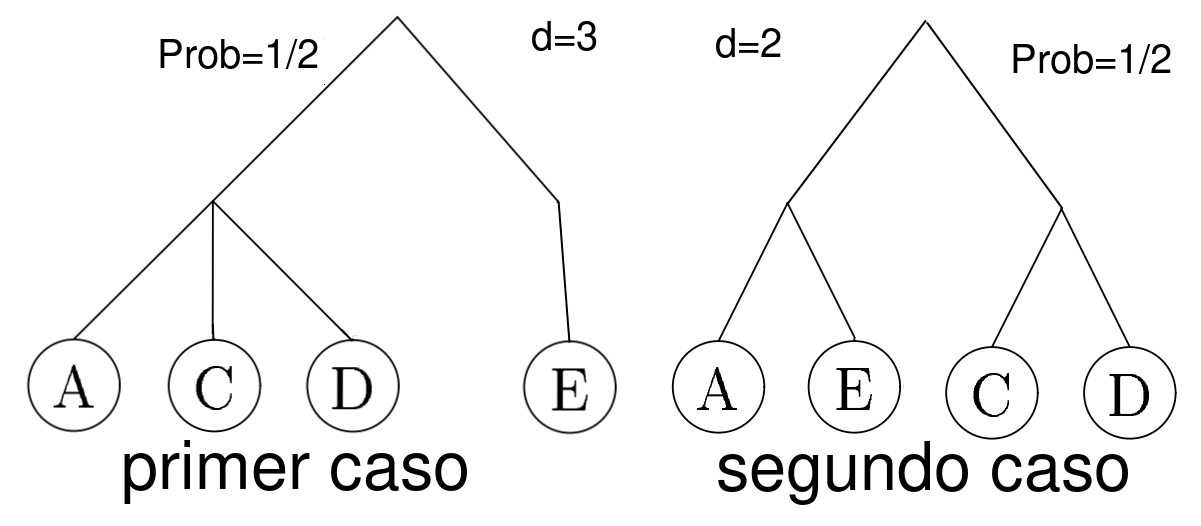 Prob=1/2
d=3
A
C
D
E
primer caso
d=2
Prob=1/2
A
E
C
D
segundo caso